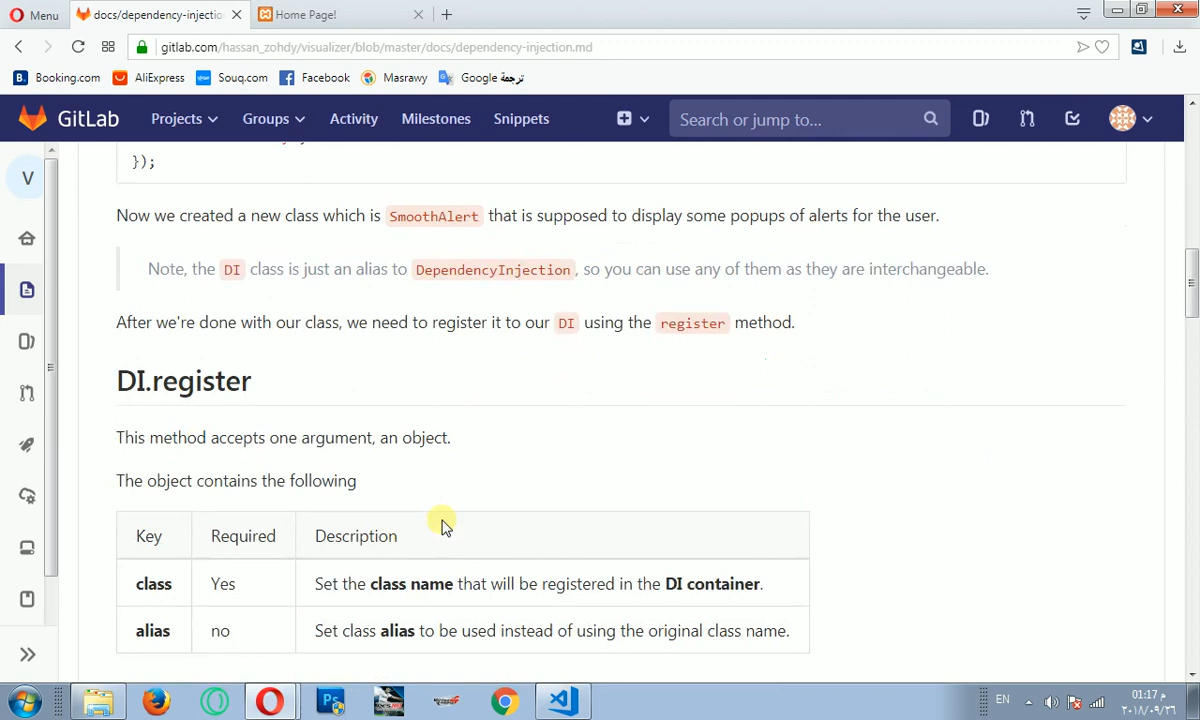 Menu
docs/dependency-injectio
Home Page!
gitlab.com/hassan_zohdy/visualizer/blob/master/docs/dependency-injection.md
B. Booking.com
AliExpress
Souq.com
Facebook
Masrawy
ترجمة Google
GitLab
Projects
Groups
Activity
Milestones
Snippets
Search or jump to...
V
});
Now we created a new class which is SmoothAlert that is supposed to display some popups of alerts for the user.
Note, the DI class is just an alias to DependencyInjection, so you can use any of them as they are interchangeable.
After we're done with our class, we need to register it to our DI using the register method.
DI.register
This method accepts one argument, an object.
The object contains the following
Key Required Description
class Yes Set the class name that will be registered in the DI container.
alias no Set class alias to be used instead of using the original class name.
EN
01:17 م
٢٠١٨/٠٩/٢٦